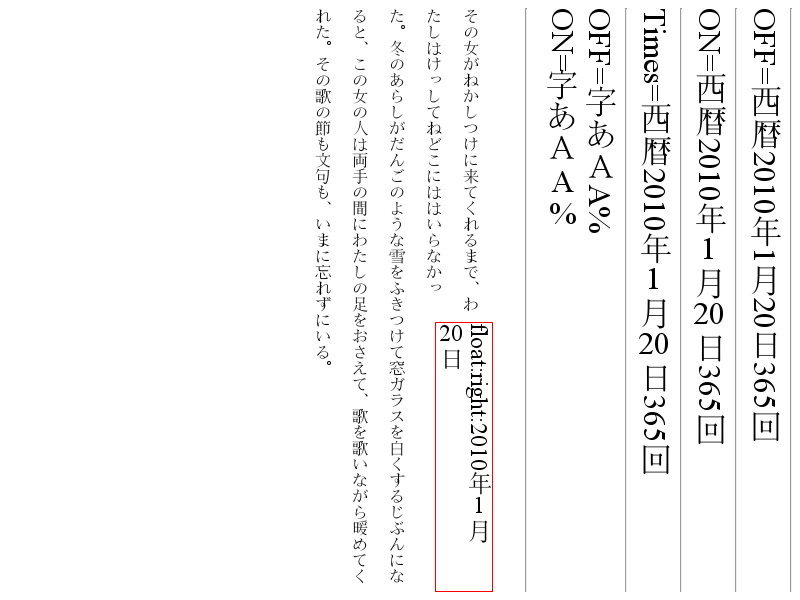 OFF=西暦2010年1月20日365回
ON=西暦2010年1月20日365回
Times=西暦2010年1月20日365回
OFF=字あＡA%
ON=字あＡA%
float:right:2010年1月
20日
その女がねかしつけに来てくれるまで、わ
たしはけっしてねどこにははいらなかっ
た。冬のあらしがだんごのような雪をふきつけて窓ガラスを白くするじぶんにな
ると、この女の人は両手の間にわたしの足をおさえて、歌を歌いながら暖めてく
れた。その歌の節も文句も、いまに忘れずにいる。